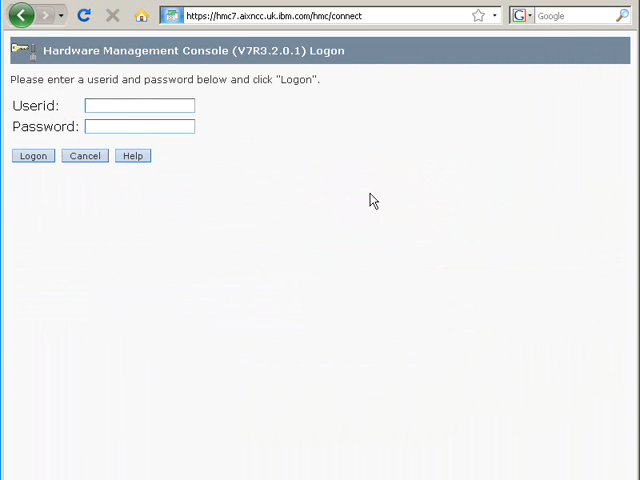 https://hmc7.aixncc.uk.ibm.com/hmc/connect
Google
Hardware Management Console (V7R3.2.0.1) Logon
Please enter a userid and password below and click "Logon".
Userid:
Password:
Logon Cancel Help